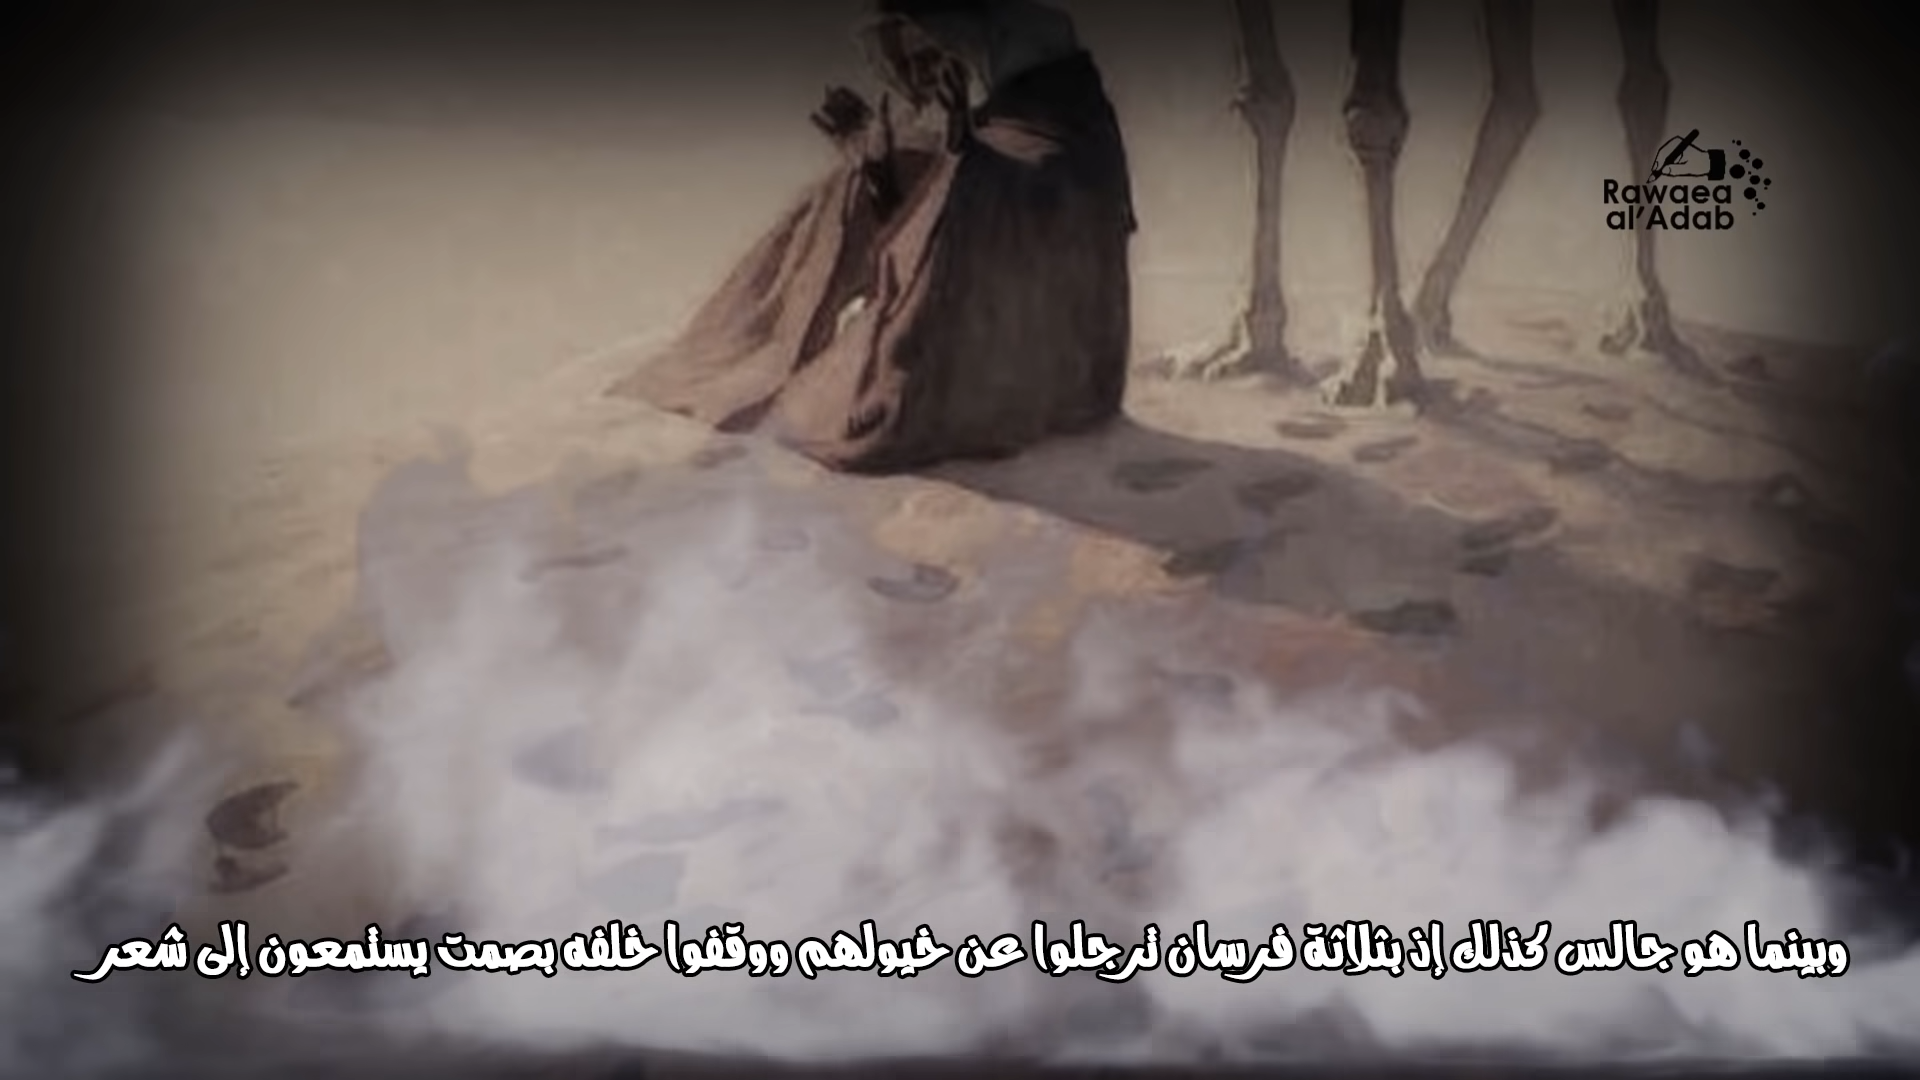 Rawaea
al'Adab
وبينما هو جالس كذلك إذ بثلاثة فرسان ترجلوا عن خيولهم ووقفوا خلفه بصمت يستمعون إلى شعر